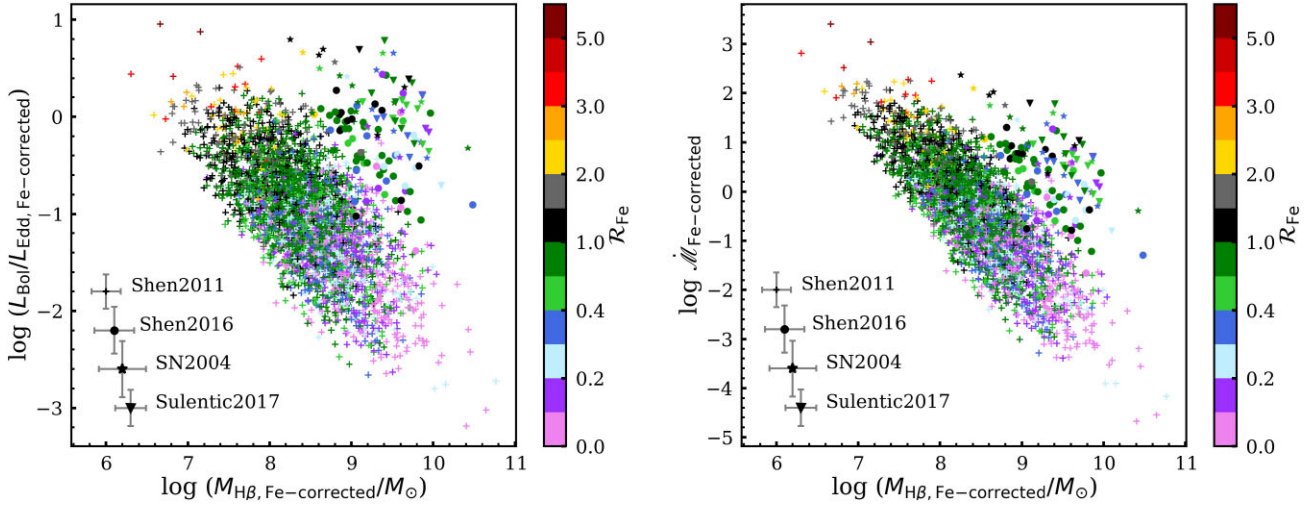 log (L_Bol/L_Edd, Fe−corrected)
0
−1
−2
−3
Shen2011
Shen2016
SN2004
Sulentic2017
6 7 8 9 10 11
log (M_Hβ, Fe−corrected/M_⊙)
5.0
3.0
2.0
1.0
0.4
0.2
0.0
ℛ_Fe
log ℳ̇_Fe−corrected
3
2
1
0
−1
−2
−3
−4
−5
Shen2011
Shen2016
SN2004
Sulentic2017
6 7 8 9 10 11
log (M_Hβ, Fe−corrected/M_⊙)
5.0
3.0
2.0
1.0
0.4
0.2
0.0
ℛ_Fe